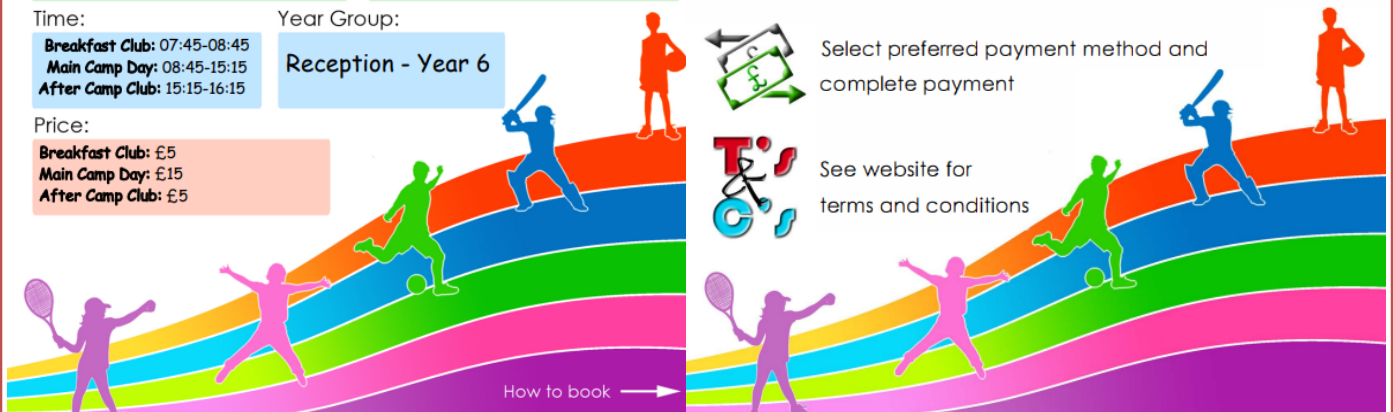 Time:
Breakfast Club: 07:45-08:45
Main Camp Day: 08:45-15:15
After Camp Club: 15:15-16:15
Year Group:
Reception - Year 6
Price:
Breakfast Club: £5
Main Camp Day: £15
After Camp Club: £5
How to book
£
£
Select preferred payment method and
complete payment
T's
&
C's
See website for
terms and conditions